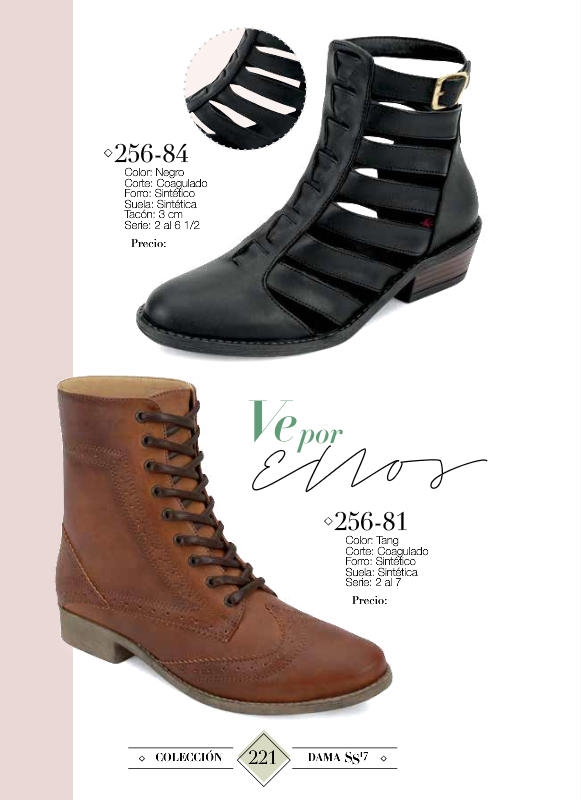 256-84
Color: Negro
Corte: Coagulado
Forro: Sintético
Suela: Sintética
Tacón: 3 cm
Serie: 2 al 6 1/2
Precio:
Ve por
Ellos
256-81
Color: Tang
Corte: Coagulado
Forro: Sintético
Suela: Sintética
Serie: 2 al 7
Precio:
COLECCIÓN 221 DAMA SS17